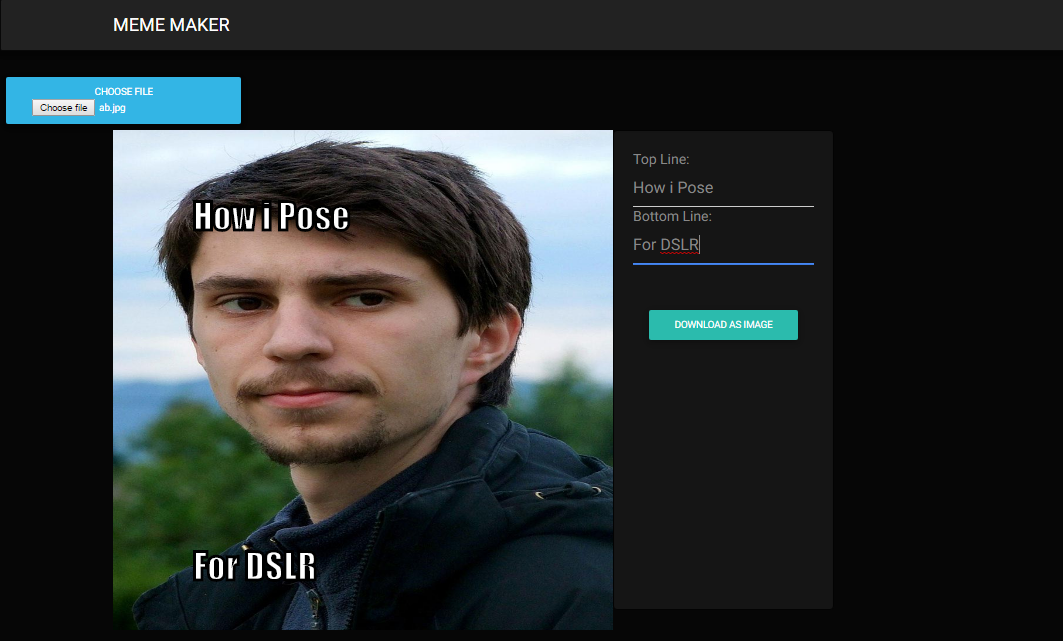 MEME MAKER
CHOOSE FILE
Choose file ab.jpg
How i Pose
For DSLR
Top Line:
How i Pose
Bottom Line:
For DSLR
DOWNLOAD AS IMAGE